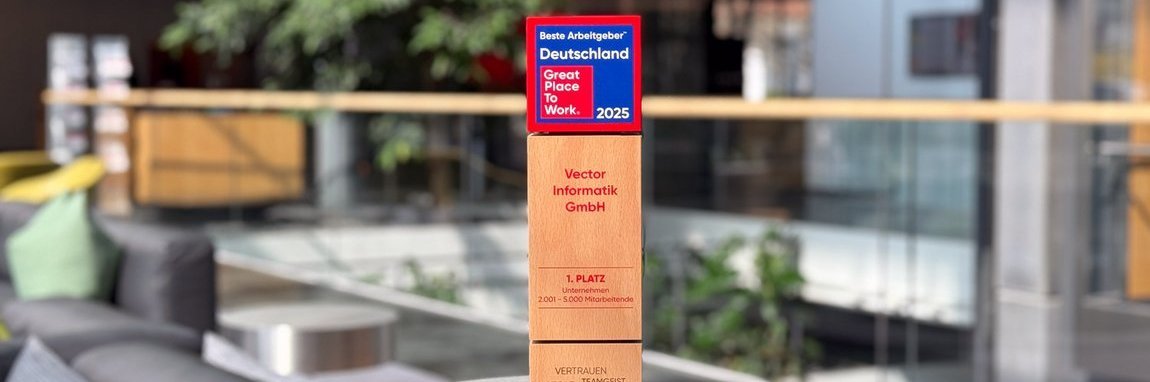 Beste Arbeitgeber™
Deutschland
Great
Place
To
Work®
2025
Vector
Informatik
GmbH
1. PLATZ
Unternehmen
2.001 – 5.000 Mitarbeitende
VERTRAUEN
TEAMGEIST